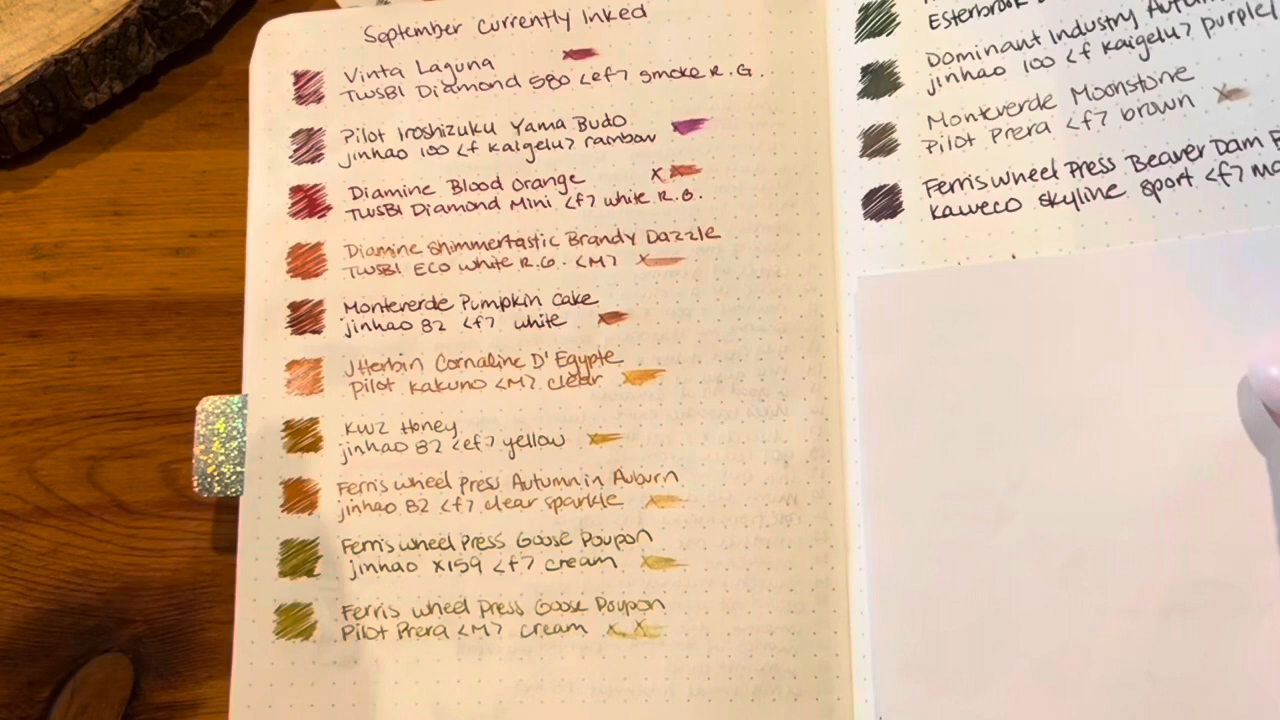 September Currently Inked
Vinta Laguna
TWSBI Diamond 580 <ef> smoke R.G.
Pilot Iroshizuku Yama Budo
jinhao 100 <f Kaigelu> rainbow
Diamine Blood orange
TWSBI Diamond Mini <f> white R.G.
Diamine Shimmertastic Brandy Dazzle
TWSBI ECO white R.G. <M>
Monteverde Pumpkin Cake
jinhao 82 <f> white
JHerbin Cornaline D'Egypte
Pilot Kakuno <M> clear
KWZ Honey
jinhao 82 <ef> yellow
Ferris wheel press Autumn in Auburn
jinhao 82 <f> clear sparkle
Ferris wheel Press Goose Poupon
jinhao X159 <f> cream
Ferris wheel press Goose Poupon
Pilot Prera <M> cream
Esterbrook
Dominant Industry
jinhao 100 <f Kaigelu> purple
Monteverde Moonstone
Pilot Prera <f> brown
Ferris wheel Press Beaver Dam
Kaweco skyline sport <f>